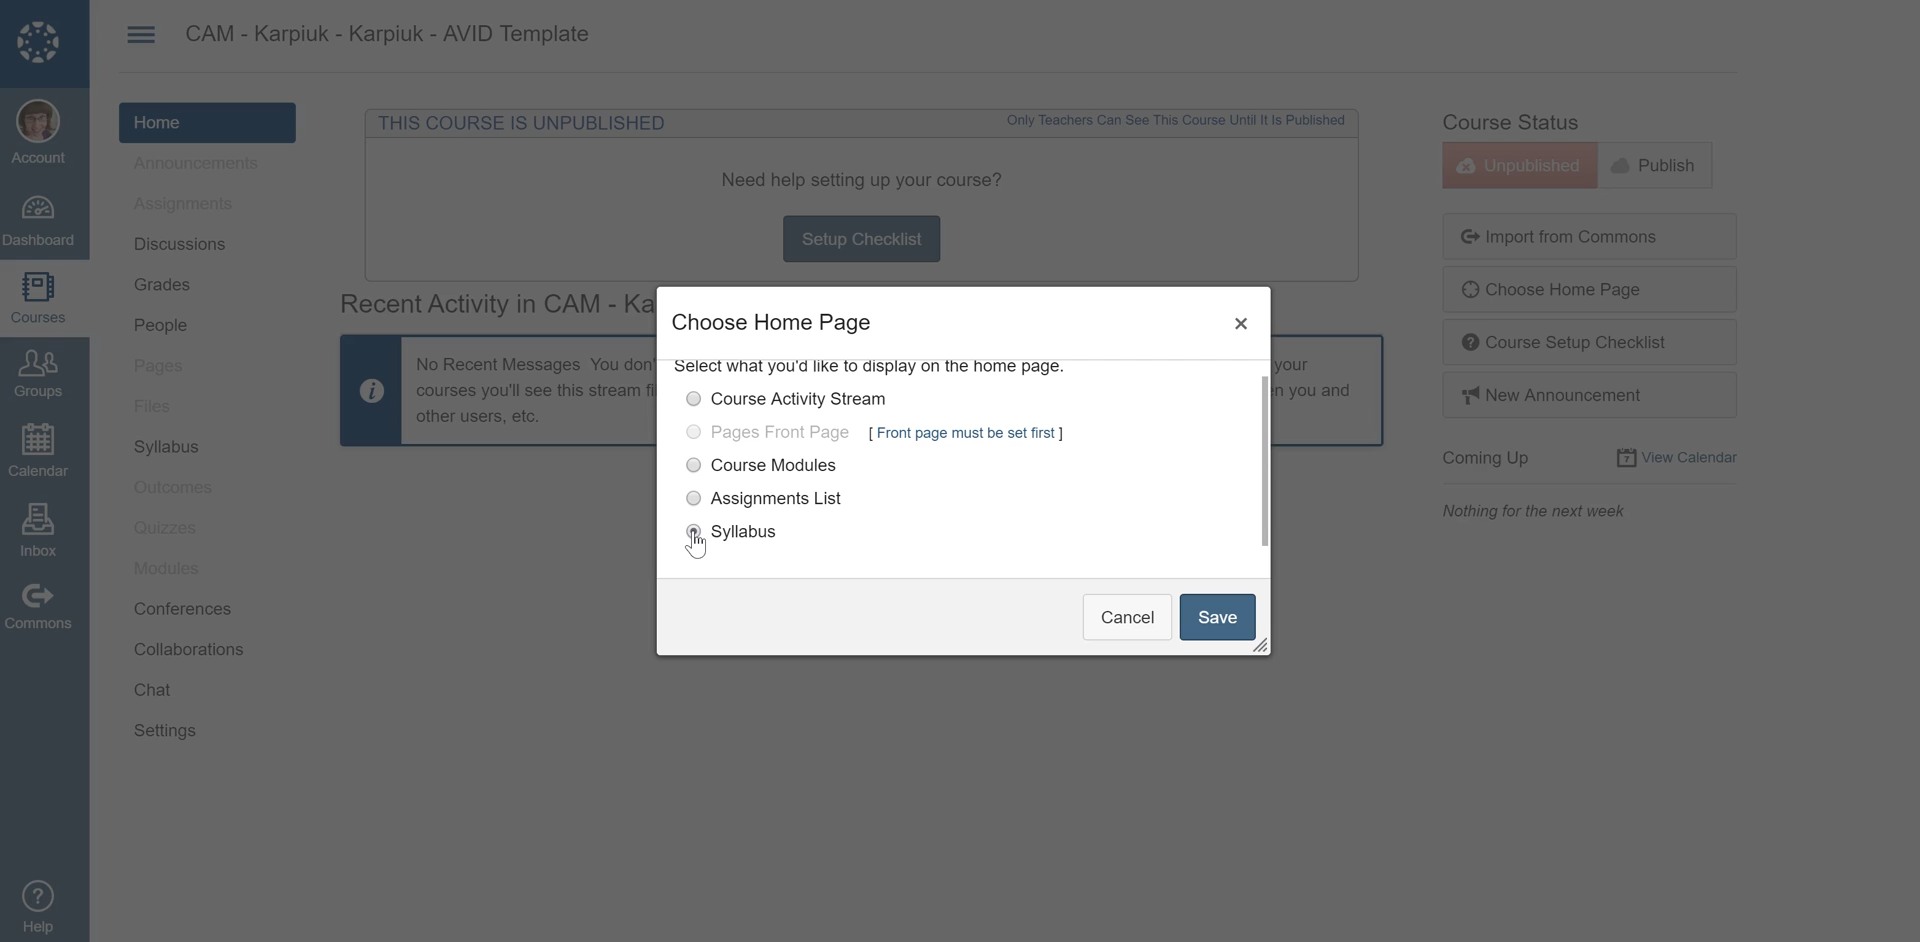 CAM - Karpiuk - Karpiuk - AVID Template
Account
Dashboard
Courses
Groups
Calendar
Inbox
Commons
Help
Home
Announcements
Assignments
Discussions
Grades
People
Pages
Files
Syllabus
Outcomes
Quizzes
Modules
Conferences
Collaborations
Chat
Settings
THIS COURSE IS UNPUBLISHED
Only Teachers Can See This Course Until It Is Published
Need help setting up your course?
Setup Checklist
Recent Activity in CAM - Ka
No Recent Messages You don'
your
courses you'll see this stream fi
n you and
other users, etc.
Choose Home Page
×
Select what you'd like to display on the home page.
Course Activity Stream
Pages Front Page [ Front page must be set first ]
Course Modules
Assignments List
Syllabus
Cancel
Save
Course Status
Unpublished
Publish
Import from Commons
Choose Home Page
Course Setup Checklist
New Announcement
Coming Up
7 View Calendar
Nothing for the next week